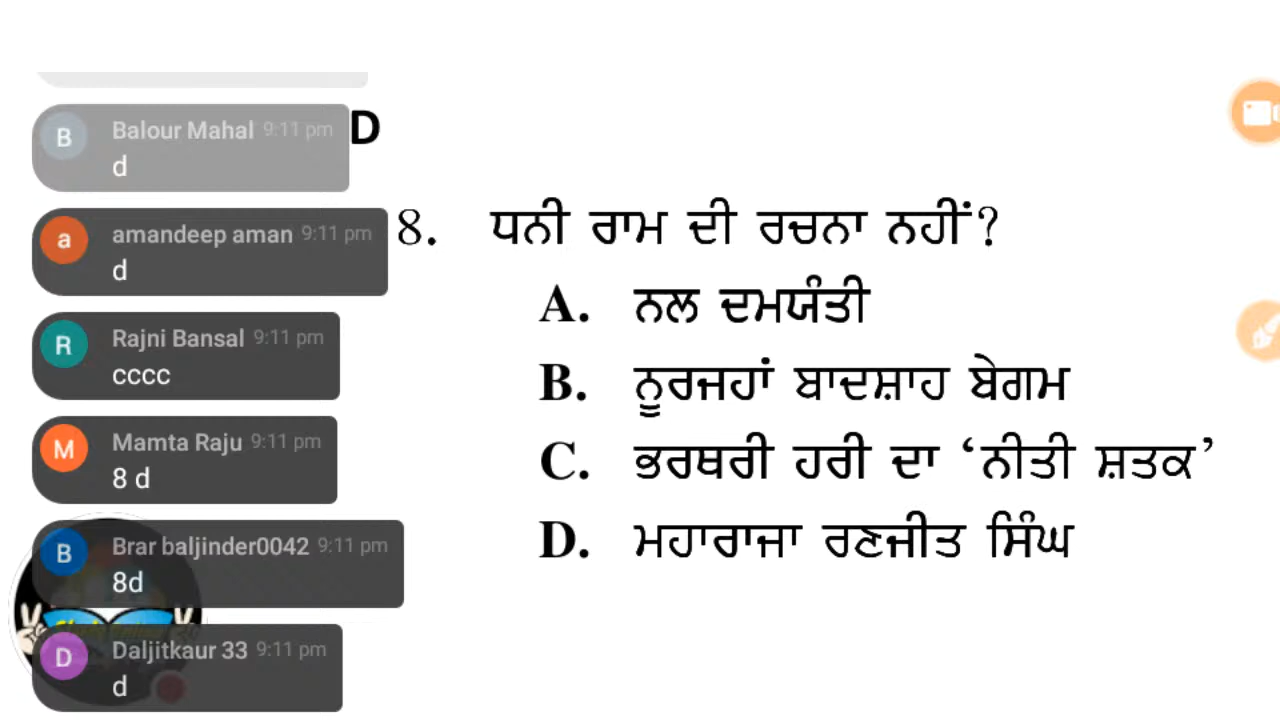 B Balour Mahal 9:11 pm
d
D
a amandeep aman 9:11 pm
d
R Rajni Bansal 9:11 pm
cccc
M Mamta Raju 9:11 pm
8 d
B Brar baljinder0042 9:11 pm
8d
D Daljitkaur 33 9:11 pm
d
8. ਧਨੀ ਰਾਮ ਦੀ ਰਚਨਾ ਨਹੀਂ?
A. ਨਲ ਦਮਯੰਤੀ
B. ਨੂਰਜਹਾਂ ਬਾਦਸ਼ਾਹ ਬੇਗਮ
C. ਭਰਥਰੀ ਹਰੀ ਦਾ ‘ਨੀਤੀ ਸ਼ਤਕ’
D. ਮਹਾਰਾਜਾ ਰਣਜੀਤ ਸਿੰਘ